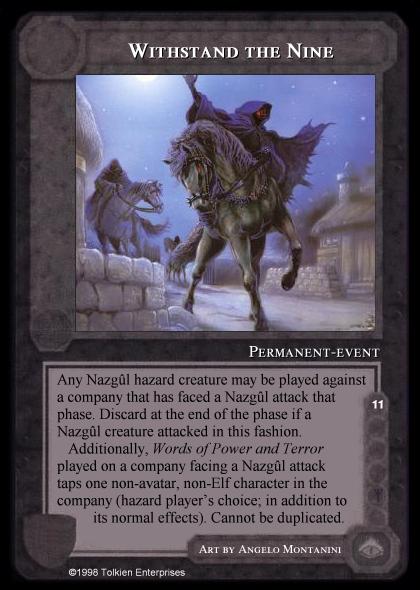 Withstand the Nine
Permanent-event
Any Nazgûl hazard creature may be played against
a company that has faced a Nazgûl attack that
phase. Discard at the end of the phase if a
Nazgûl creature attacked in this fashion.
Additionally, Words of Power and Terror
played on a company facing a Nazgûl attack
taps one non-avatar, non-Elf character in the
company (hazard player's choice; in addition to
its normal effects). Cannot be duplicated.
11
Art by Angelo Montanini
©1998 Tolkien Enterprises